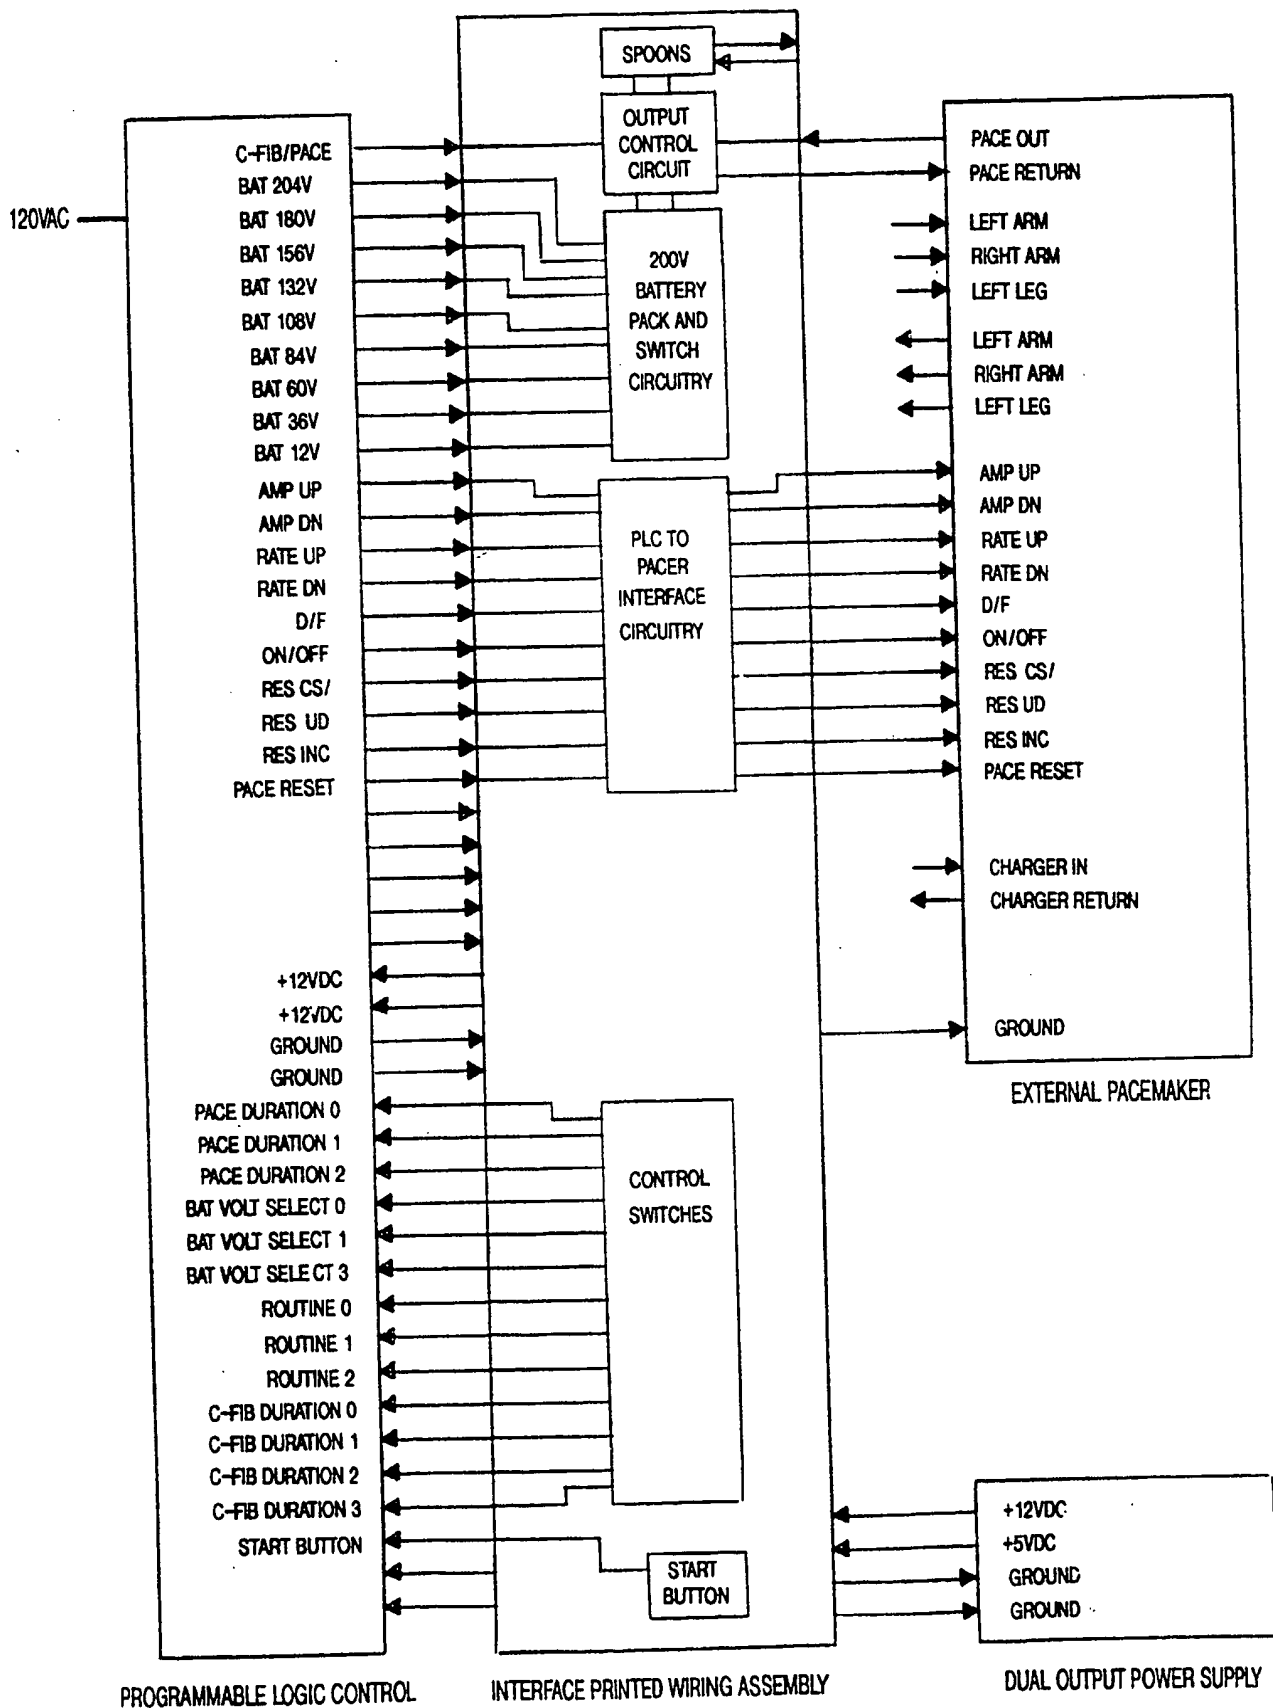 120VAC
C-FIB/PACE
BAT 204V
BAT 180V
BAT 156V
BAT 132V
BAT 108V
BAT 84V
BAT 60V
BAT 36V
BAT 12V
AMP UP
AMP DN
RATE UP
RATE DN
D/F
ON/OFF
RES CS/
RES UD
RES INC
PACE RESET
+12VDC
+12VDC
GROUND
GROUND
PACE DURATION 0
PACE DURATION 1
PACE DURATION 2
BAT VOLT SELECT 0
BAT VOLT SELECT 1
BAT VOLT SELECT 3
ROUTINE 0
ROUTINE 1
ROUTINE 2
C-FIB DURATION 0
C-FIB DURATION 1
C-FIB DURATION 2
C-FIB DURATION 3
START BUTTON
PROGRAMMABLE LOGIC CONTROL
SPOONS
OUTPUT
CONTROL
CIRCUIT
200V
BATTERY
PACK AND
SWITCH
CIRCUITRY
PLC TO
PACER
INTERFACE
CIRCUITRY
CONTROL
SWITCHES
START
BUTTON
INTERFACE PRINTED WIRING ASSEMBLY
PACE OUT
PACE RETURN
LEFT ARM
RIGHT ARM
LEFT LEG
LEFT ARM
RIGHT ARM
LEFT LEG
AMP UP
AMP DN
RATE UP
RATE DN
D/F
ON/OFF
RES CS/
RES UD
RES INC
PACE RESET
CHARGER IN
CHARGER RETURN
GROUND
EXTERNAL PACEMAKER
+12VDC
+5VDC
GROUND
GROUND
DUAL OUTPUT POWER SUPPLY